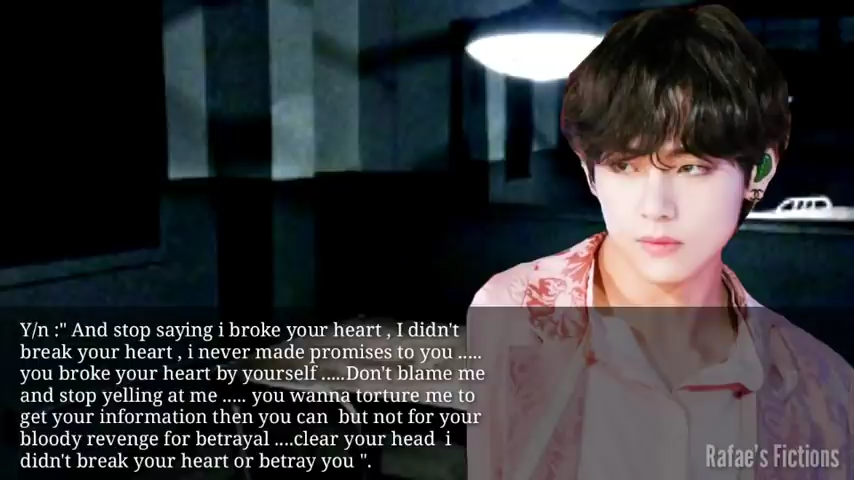 Y/n :" And stop saying i broke your heart , I didn't
break your heart , i never made promises to you .....
you broke your heart by yourself .....Don't blame me
and stop yelling at me ..... you wanna torture me to
get your information then you can  but not for your
bloody revenge for betrayal ....clear your head  i
didn't break your heart or betray you ".
Rafae's Fictions